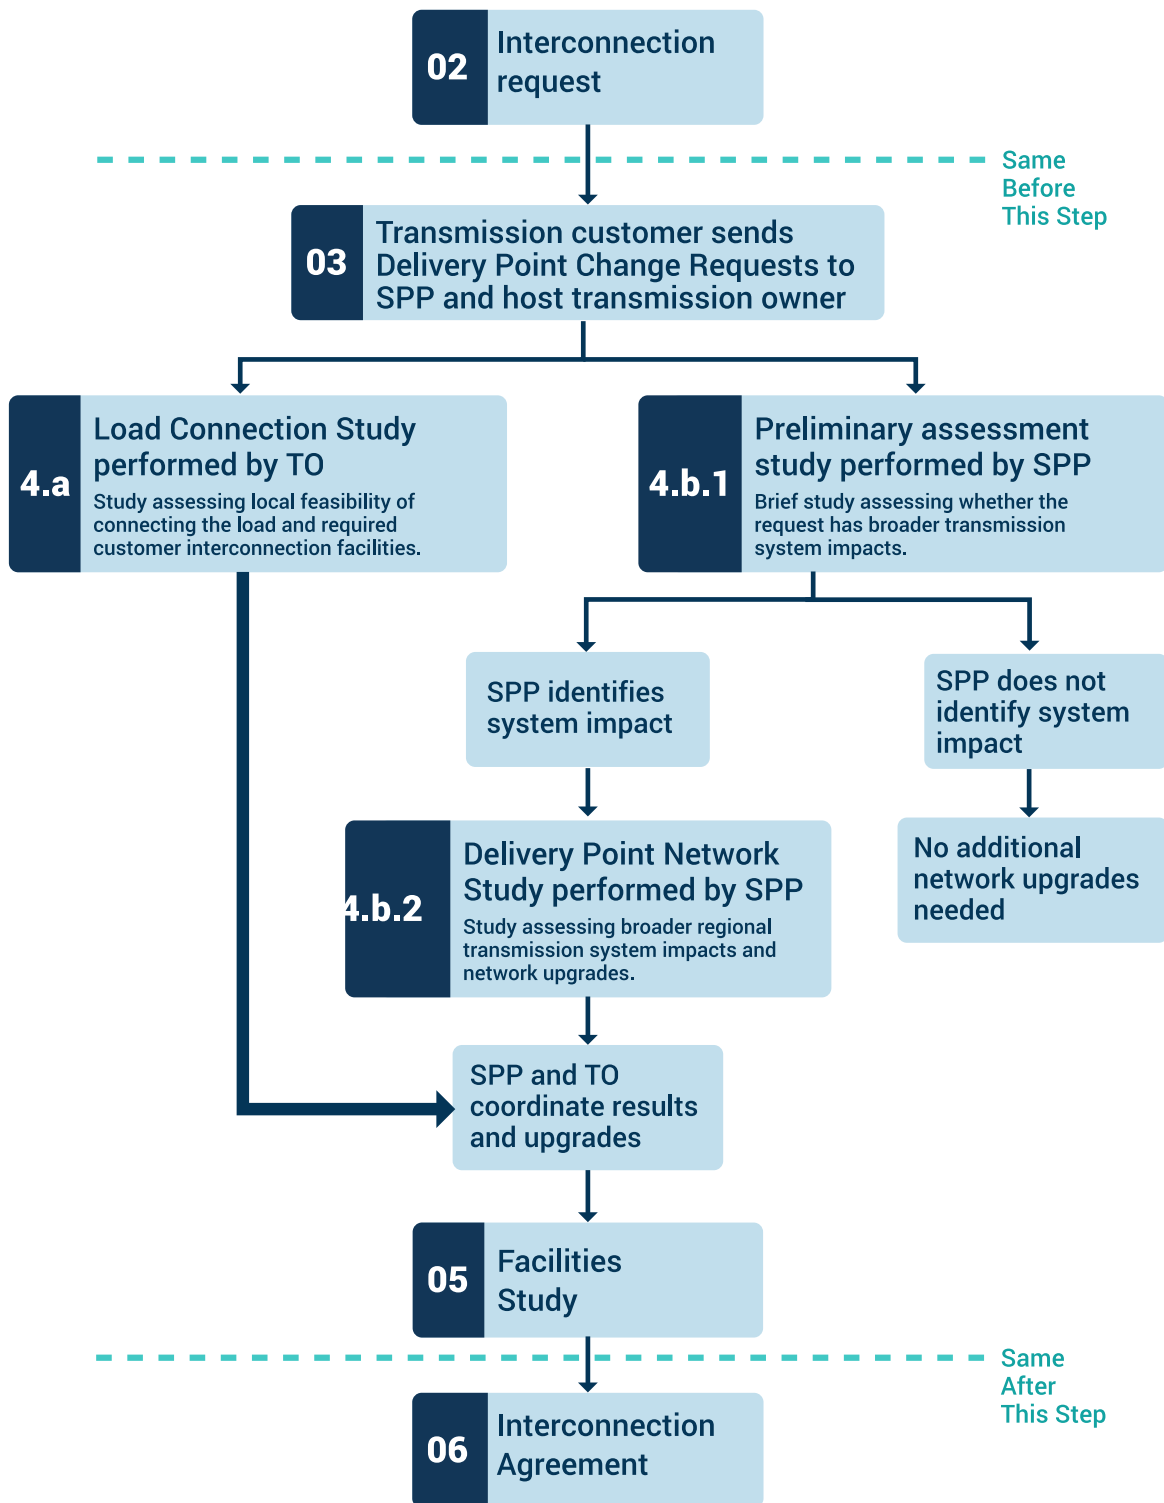 02
Interconnection
request
Same
Before
This Step
03
Transmission customer sends
Delivery Point Change Requests to
SPP and host transmission owner
4.a
Load Connection Study
performed by TO
Study assessing local feasibility of
connecting the load and required
customer interconnection facilities.
4.b.1
Preliminary assessment
study performed by SPP
Brief study assessing whether the
request has broader transmission
system impacts.
SPP identifies
system impact
SPP does not
identify system
impact
4.b.2
Delivery Point Network
Study performed by SPP
Study assessing broader regional
transmission system impacts and
network upgrades.
No additional
network upgrades
needed
SPP and TO
coordinate results
and upgrades
05
Facilities
Study
Same
After
This Step
06
Interconnection
Agreement